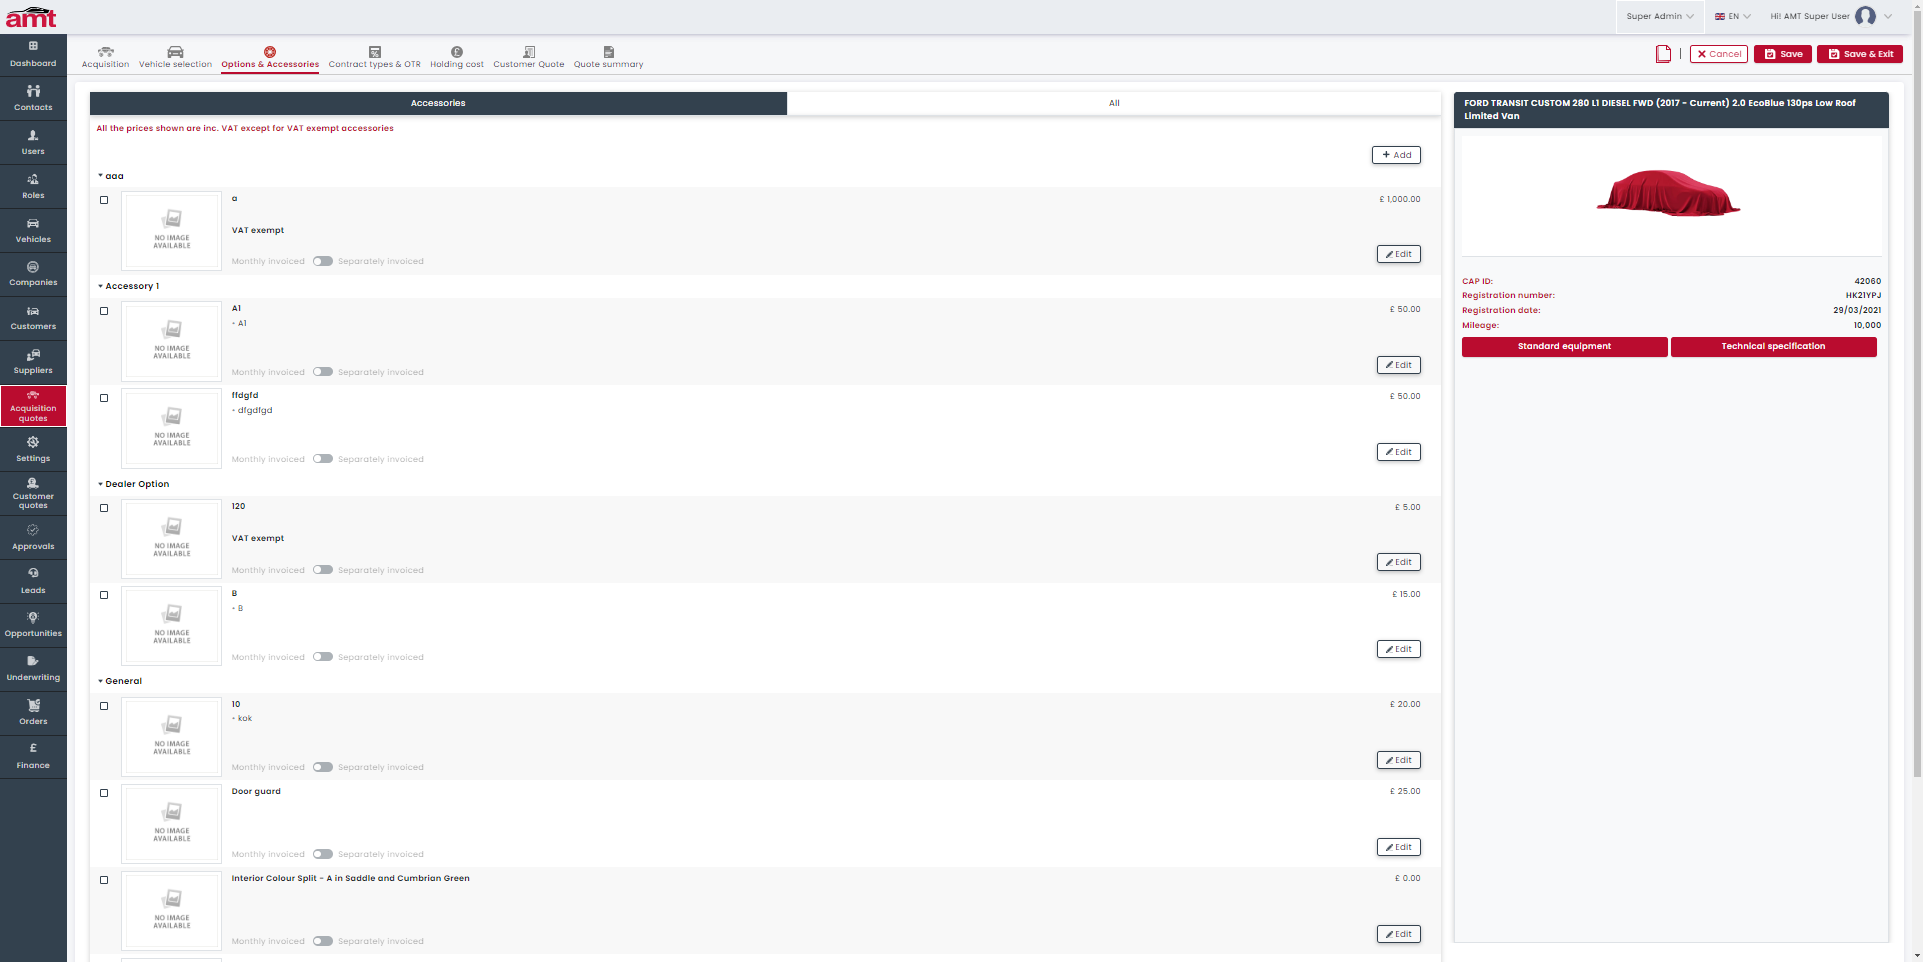 amt
Super Admin
EN
Hi! AMT Super User
Dashboard
Contacts
Users
Roles
Vehicles
Companies
Customers
Suppliers
Acquisition
quotes
Settings
Customer
quotes
Approvals
Leads
Opportunities
Underwriting
Orders
£
Finance
Acquisition
Vehicle selection
Options & Accessories
Contract types & OTR
Holding cost
Customer Quote
Quote summary
Cancel
Save
Save & Exit
Accessories
All
All the prices shown are inc. VAT except for VAT exempt accessories
+ Add
aaa
a
£ 1,000.00
NO IMAGE
AVAILABLE
VAT exempt
Monthly invoiced Separately invoiced
Edit
Accessory 1
A1
£ 50.00
- A1
NO IMAGE
AVAILABLE
Monthly invoiced Separately invoiced
Edit
ffdgfd
£ 50.00
- dfgdfgd
NO IMAGE
AVAILABLE
Monthly invoiced Separately invoiced
Edit
Dealer Option
120
£ 5.00
VAT exempt
NO IMAGE
AVAILABLE
Monthly invoiced Separately invoiced
Edit
B
£ 15.00
- B
NO IMAGE
AVAILABLE
Monthly invoiced Separately invoiced
Edit
General
10
£ 20.00
- kok
NO IMAGE
AVAILABLE
Monthly invoiced Separately invoiced
Edit
Door guard
£ 25.00
NO IMAGE
AVAILABLE
Monthly invoiced Separately invoiced
Edit
Interior Colour Split - A in Saddle and Cumbrian Green
£ 0.00
NO IMAGE
AVAILABLE
Monthly invoiced Separately invoiced
Edit
FORD TRANSIT CUSTOM 280 L1 DIESEL FWD (2017 - Current) 2.0 EcoBlue 130ps Low Roof
Limited Van
CAP ID: 42060
Registration number: HK21YPJ
Registration date: 29/03/2021
Mileage: 10,000
Standard equipment
Technical specification